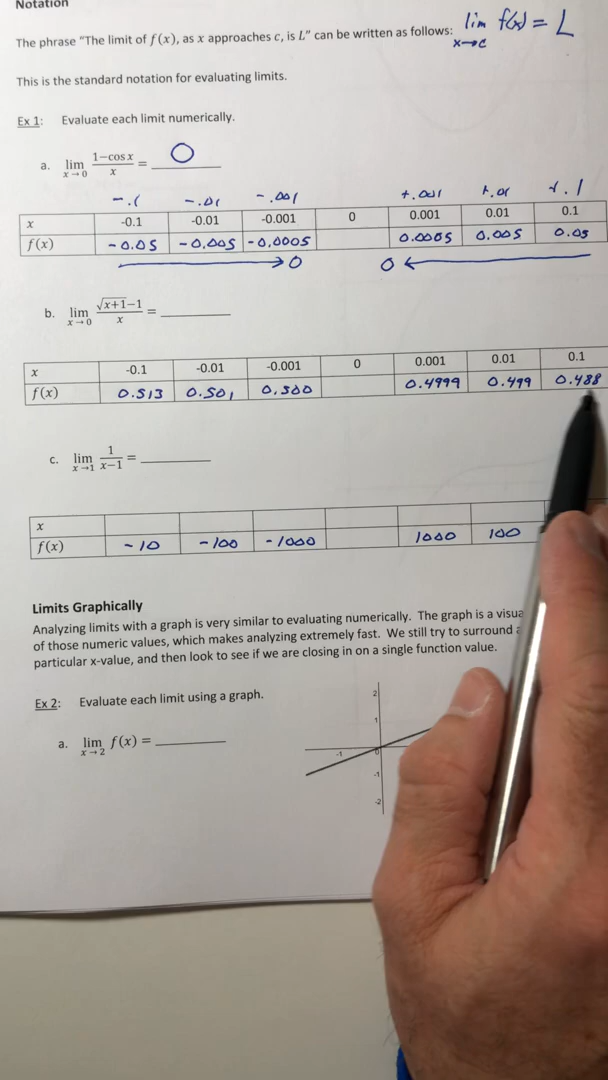 Notation
The phrase "The limit of f(x), as x approaches c, is L" can be written as follows: lim x→c f(x) = L
This is the standard notation for evaluating limits.
Ex 1: Evaluate each limit numerically.
a. lim x→0 1−cos x / x = 0
-.1 -.01 -.001 +.001 +.01 +.1
x -0.1 -0.01 -0.001 0 0.001 0.01 0.1
f(x) -0.05 -0.005 -0.0005 0.0005 0.005 0.05
→ 0 0 ←
b. lim x→0 √x+1−1 / x = ______
x -0.1 -0.01 -0.001 0 0.001 0.01 0.1
f(x) 0.513 0.501 0.500 0.4999 0.499 0.488
c. lim x→1 1 / x−1 = ______
x
f(x) -10 -100 -1000 1000 100
Limits Graphically
Analyzing limits with a graph is very similar to evaluating numerically. The graph is a
of those numeric values, which makes analyzing extremely fast. We still try to surround
particular x-value, and then look to see if we are closing in on a single function value.
Ex 2: Evaluate each limit using a graph.
2
1
a. lim x→2 f(x) = ______
-1 0
-1
-2